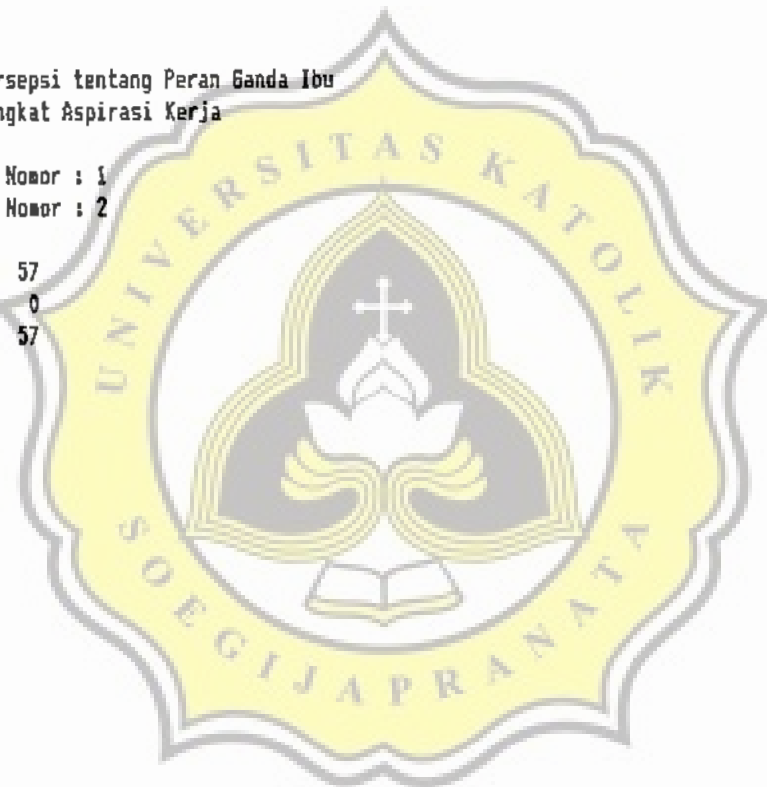 rsepsi tentang Peran Ganda Ibu
ngkat Aspirasi Kerja
Nomor : 1
Nomor : 2
57
0
57
UNIVERSITAS KATOLIK
SOEGIJAPRANATA